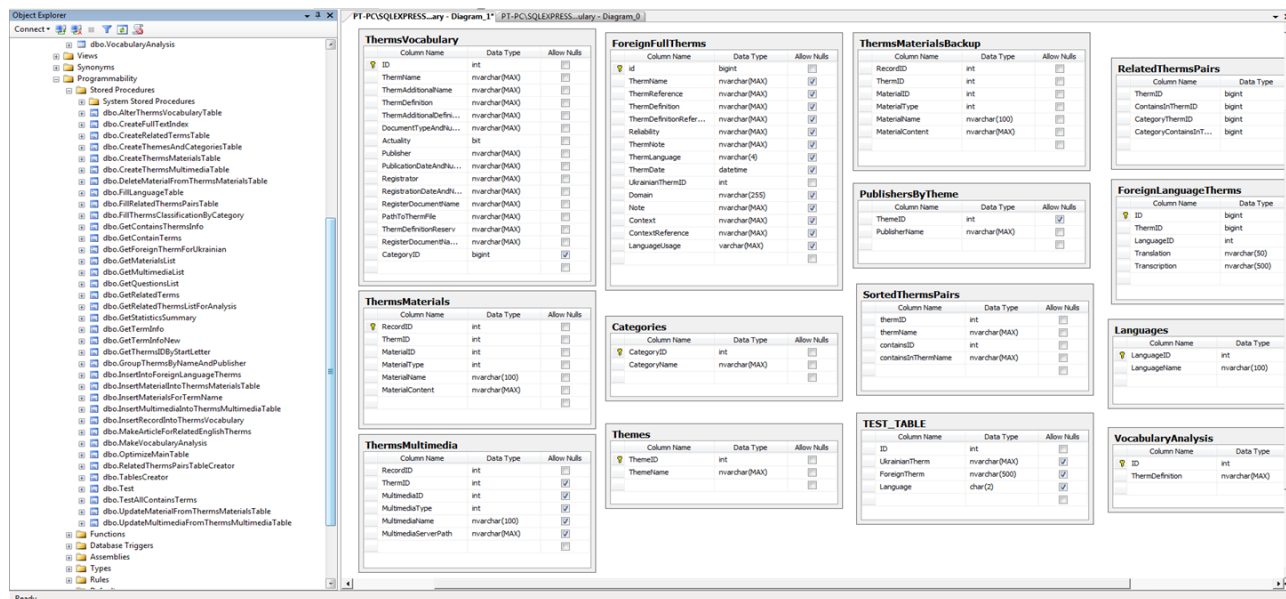 Object Explorer
Connect
dbo.VocabularyAnalysis
Views
Synonyms
Programmability
Stored Procedures
System Stored Procedures
dbo.AlterThermsVocabularyTable
dbo.CreateFullTextIndex
dbo.CreateRelatedTermsTable
dbo.CreateThemesAndCategoriesTable
dbo.CreateThermsMaterialsTable
dbo.CreateThermsMultimediaTable
dbo.DeleteMaterialFromThermsMaterialsTable
dbo.FillLanguageTable
dbo.FillRelatedThermsPairsTable
dbo.FillThermsClassificationByCategory
dbo.GetContainsThermsInfo
dbo.GetContainTerms
dbo.GetForeignThermForUkrainian
dbo.GetMaterialsList
dbo.GetMultimediaList
dbo.GetQuestionsList
dbo.GetRelatedTerms
dbo.GetRelatedThermsListForAnalysis
dbo.GetStatisticsSummary
dbo.GetTermInfo
dbo.GetTermInfoNew
dbo.GetThermsIDByStartLetter
dbo.GroupThermsByNameAndPublisher
dbo.InsertIntoForeignLanguageTherms
dbo.InsertMaterialIntoThermsMaterialsTable
dbo.InsertMaterialsForTermName
dbo.InsertMultimediaIntoThermsMultimediaTable
dbo.InsertRecordIntoThermsVocabulary
dbo.MakeArticleForRelatedEnglishTherms
dbo.MakeVocabularyAnalysis
dbo.OptimizeMainTable
dbo.RelatedThermsPairsTableCreator
dbo.TablesCreator
dbo.Test
dbo.TestAllContainsTerms
dbo.UpdateMaterialFromThermsMaterialsTable
dbo.UpdateMultimediaFromThermsMultimediaTable
Functions
Database Triggers
Assemblies
Types
Rules
Ready
PT-PC\SQLEXPRESS...ary - Diagram_1* PT-PC\SQLEXPRESS...ulary - Diagram_0
ThermsVocabulary
Column Name Data Type Allow Nulls
ID int
ThermName nvarchar(MAX)
ThermAdditionalName nvarchar(MAX)
ThermDefinition nvarchar(MAX)
ThermAdditionalDefini... nvarchar(MAX)
DocumentTypeAndNu... nvarchar(MAX)
Actuality bit
Publisher nvarchar(MAX)
PublicationDateAndNu... nvarchar(MAX)
Registrator nvarchar(MAX)
RegistrationDateAndN... nvarchar(MAX)
RegisterDocumentName nvarchar(MAX)
PathToThermFile nvarchar(MAX)
ThermDefinitionReserv nvarchar(MAX)
RegisterDocumentNa... nvarchar(MAX)
CategoryID bigint
ThermsMaterials
Column Name Data Type Allow Nulls
RecordID int
ThermID int
MaterialID int
MaterialType int
MaterialName nvarchar(100)
MaterialContent nvarchar(MAX)
ThermsMultimedia
Column Name Data Type Allow Nulls
RecordID int
ThermID int
MultimediaID int
MultimediaType int
MultimediaName nvarchar(100)
MultimediaServerPath nvarchar(MAX)
ForeignFullTherms
Column Name Data Type Allow Nulls
id bigint
ThermName nvarchar(MAX)
ThermReference nvarchar(MAX)
ThermDefinition nvarchar(MAX)
ThermDefinitionRefer... nvarchar(MAX)
Reliability nvarchar(MAX)
ThermNote nvarchar(MAX)
ThermLanguage nvarchar(4)
ThermDate datetime
UkrainianThermID int
Domain nvarchar(255)
Note nvarchar(MAX)
Context nvarchar(MAX)
ContextReference nvarchar(MAX)
LanguageUsage varchar(MAX)
Categories
Column Name Data Type Allow Nulls
CategoryID int
CategoryName nvarchar(MAX)
Themes
Column Name Data Type Allow Nulls
ThemeID int
ThemeName nvarchar(MAX)
ThermsMaterialsBackup
Column Name Data Type Allow Nulls
RecordID int
ThermID int
MaterialID int
MaterialType int
MaterialName nvarchar(100)
MaterialContent nvarchar(MAX)
PublishersByTheme
Column Name Data Type Allow Nulls
ThemeID int
PublisherName nvarchar(MAX)
SortedThermsPairs
Column Name Data Type Allow Nulls
thermID int
thermName nvarchar(MAX)
containsID int
containsInThermName nvarchar(MAX)
TEST_TABLE
Column Name Data Type Allow Nulls
ID int
UkrainianTherm nvarchar(MAX)
ForeignTherm nvarchar(500)
Language char(2)
RelatedThermsPairs
Column Name Data Type
ThermID bigint
ContainsInThermID bigint
CategoryThermID bigint
CategoryContainsInT... bigint
ForeignLanguageTherms
Column Name Data Type
ID bigint
ThermID bigint
LanguageID int
Translation nvarchar(50)
Transcription nvarchar(500)
Languages
Column Name Data Type
LanguageID int
LanguageName nvarchar(100)
VocabularyAnalysis
Column Name Data Type
ID int
ThermDefinition nvarchar(MAX)